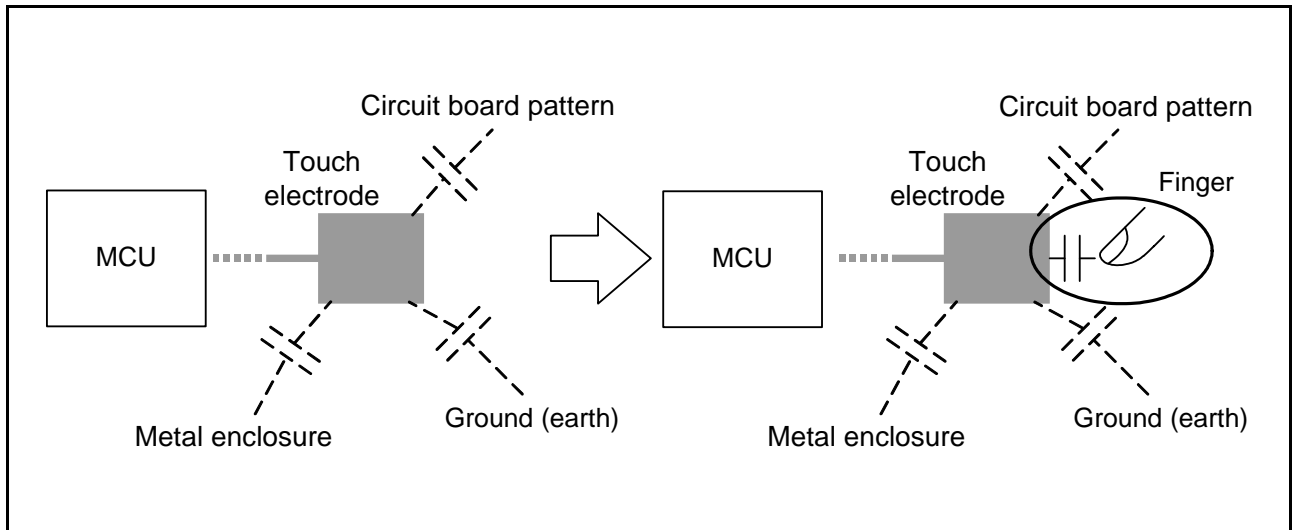 Circuit board pattern
Touch
electrode
MCU
Metal enclosure
Ground (earth)
Circuit board pattern
Touch
electrode
Finger
MCU
Metal enclosure
Ground (earth)